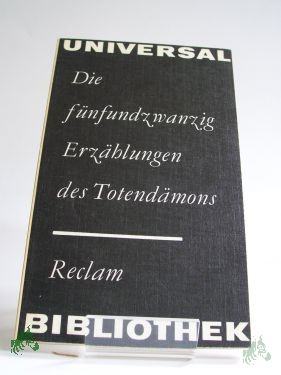 UNIVERSAL
Die
fünfundzwanzig
Erzählungen
des Totendämons
Reclam
BIBLIOTHEK